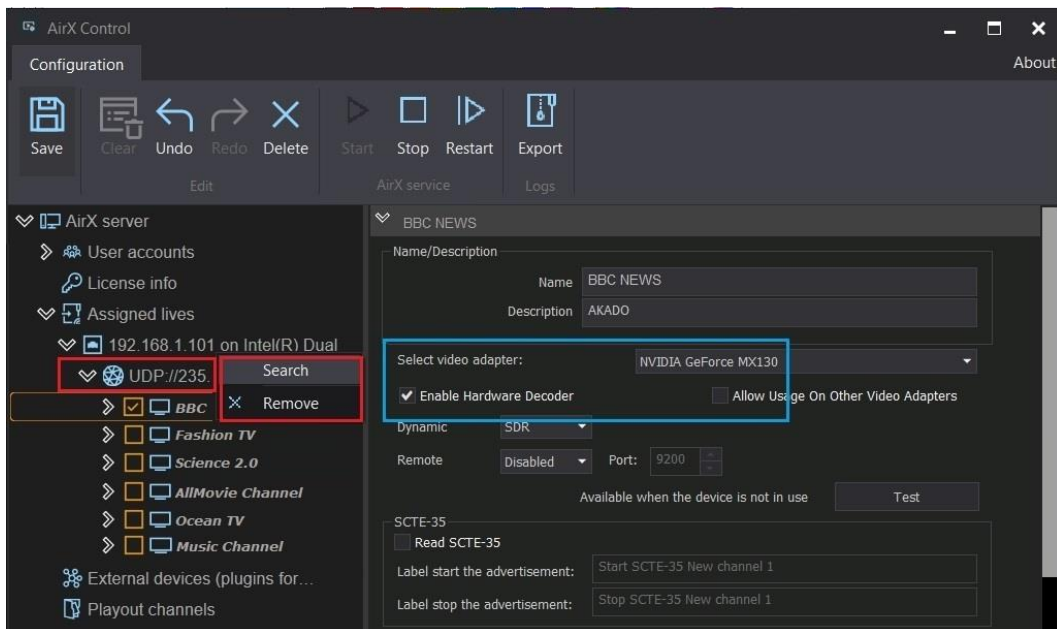 AirX Control
Configuration
About
Save
Clear
Undo
Redo
Delete
Start
Stop
Restart
Export
Edit
AirX service
Logs
AirX server
User accounts
License info
Assigned lives
192.168.1.101 on Intel(R) Dual
UDP://235.
Search
Remove
BBC
Fashion TV
Science 2.0
AllMovie Channel
Ocean TV
Music Channel
External devices (plugins for...
Playout channels
BBC NEWS
Name/Description
Name BBC NEWS
Description AKADO
Select video adapter: NVIDIA GeForce MX130
Enable Hardware Decoder Allow Usage On Other Video Adapters
Dynamic SDR
Remote Disabled Port: 9200
Available when the device is not in use Test
SCTE-35
Read SCTE-35
Label start the advertisement: Start SCTE-35 New channel 1
Label stop the advertisement: Stop SCTE-35 New channel 1